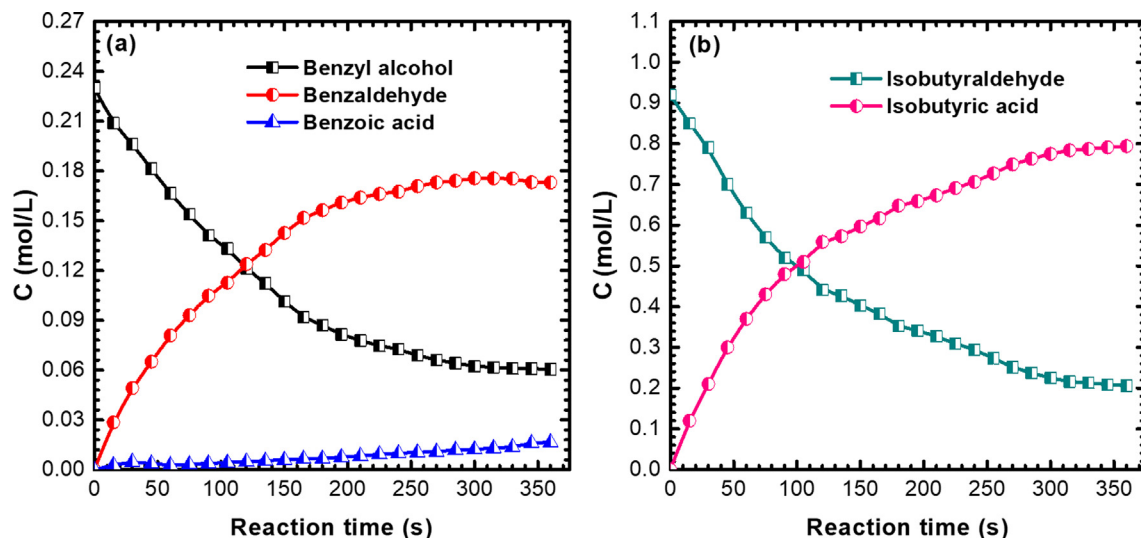 (a)
Benzyl alcohol
Benzaldehyde
Benzoic acid
C (mol/L)
0.27
0.24
0.21
0.18
0.15
0.12
0.09
0.06
0.03
0.00
0 50 100 150 200 250 300 350
Reaction time (s)
(b)
Isobutyraldehyde
Isobutyric acid
C (mol/L)
1.1
1.0
0.9
0.8
0.7
0.6
0.5
0.4
0.3
0.2
0.1
0.0
0 50 100 150 200 250 300 350
Reaction time (s)